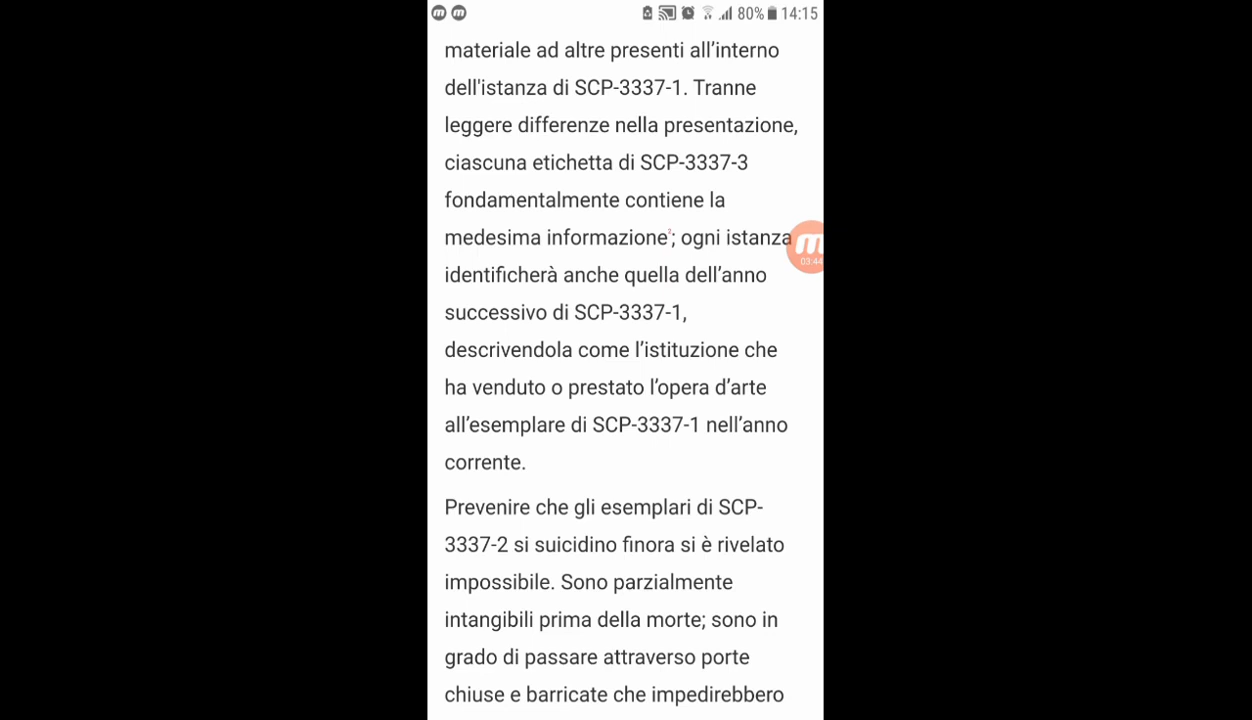 80% 14:15
materiale ad altre presenti all’interno
dell'istanza di SCP-3337-1. Tranne
leggere differenze nella presentazione,
ciascuna etichetta di SCP-3337-3
fondamentalmente contiene la
medesima informazione²; ogni istanza
03:44
identificherà anche quella dell’anno
successivo di SCP-3337-1,
descrivendola come l’istituzione che
ha venduto o prestato l’opera d’arte
all’esemplare di SCP-3337-1 nell’anno
corrente.
Prevenire che gli esemplari di SCP-
3337-2 si suicidino finora si è rivelato
impossibile. Sono parzialmente
intangibili prima della morte; sono in
grado di passare attraverso porte
chiuse e barricate che impedirebbero